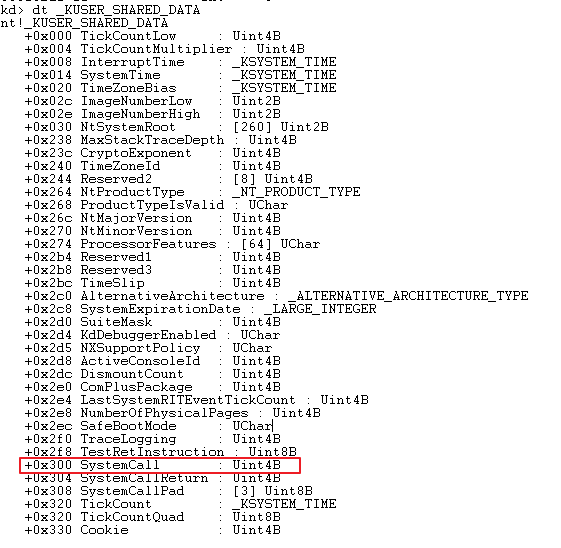 kd> dt _KUSER_SHARED_DATA
nt!_KUSER_SHARED_DATA
+0x000 TickCountLow : Uint4B
+0x004 TickCountMultiplier : Uint4B
+0x008 InterruptTime : _KSYSTEM_TIME
+0x014 SystemTime : _KSYSTEM_TIME
+0x020 TimeZoneBias : _KSYSTEM_TIME
+0x02c ImageNumberLow : Uint2B
+0x02e ImageNumberHigh : Uint2B
+0x030 NtSystemRoot : [260] Uint2B
+0x238 MaxStackTraceDepth : Uint4B
+0x23c CryptoExponent : Uint4B
+0x240 TimeZoneId : Uint4B
+0x244 Reserved2 : [8] Uint4B
+0x264 NtProductType : _NT_PRODUCT_TYPE
+0x268 ProductTypeIsValid : UChar
+0x26c NtMajorVersion : Uint4B
+0x270 NtMinorVersion : Uint4B
+0x274 ProcessorFeatures : [64] UChar
+0x2b4 Reserved1 : Uint4B
+0x2b8 Reserved3 : Uint4B
+0x2bc TimeSlip : Uint4B
+0x2c0 AlternativeArchitecture : _ALTERNATIVE_ARCHITECTURE_TYPE
+0x2c8 SystemExpirationDate : _LARGE_INTEGER
+0x2d0 SuiteMask : Uint4B
+0x2d4 KdDebuggerEnabled : UChar
+0x2d5 NXSupportPolicy : UChar
+0x2d8 ActiveConsoleId : Uint4B
+0x2dc DismountCount : Uint4B
+0x2e0 ComPlusPackage : Uint4B
+0x2e4 LastSystemRITEventTickCount : Uint4B
+0x2e8 NumberOfPhysicalPages : Uint4B
+0x2ec SafeBootMode : UChar
+0x2f0 TraceLogging : Uint4B
+0x2f8 TestRetInstruction : Uint8B
+0x300 SystemCall : Uint4B
+0x304 SystemCallReturn : Uint4B
+0x308 SystemCallPad : [3] Uint8B
+0x320 TickCount : _KSYSTEM_TIME
+0x320 TickCountQuad : Uint8B
+0x330 Cookie : Uint4B